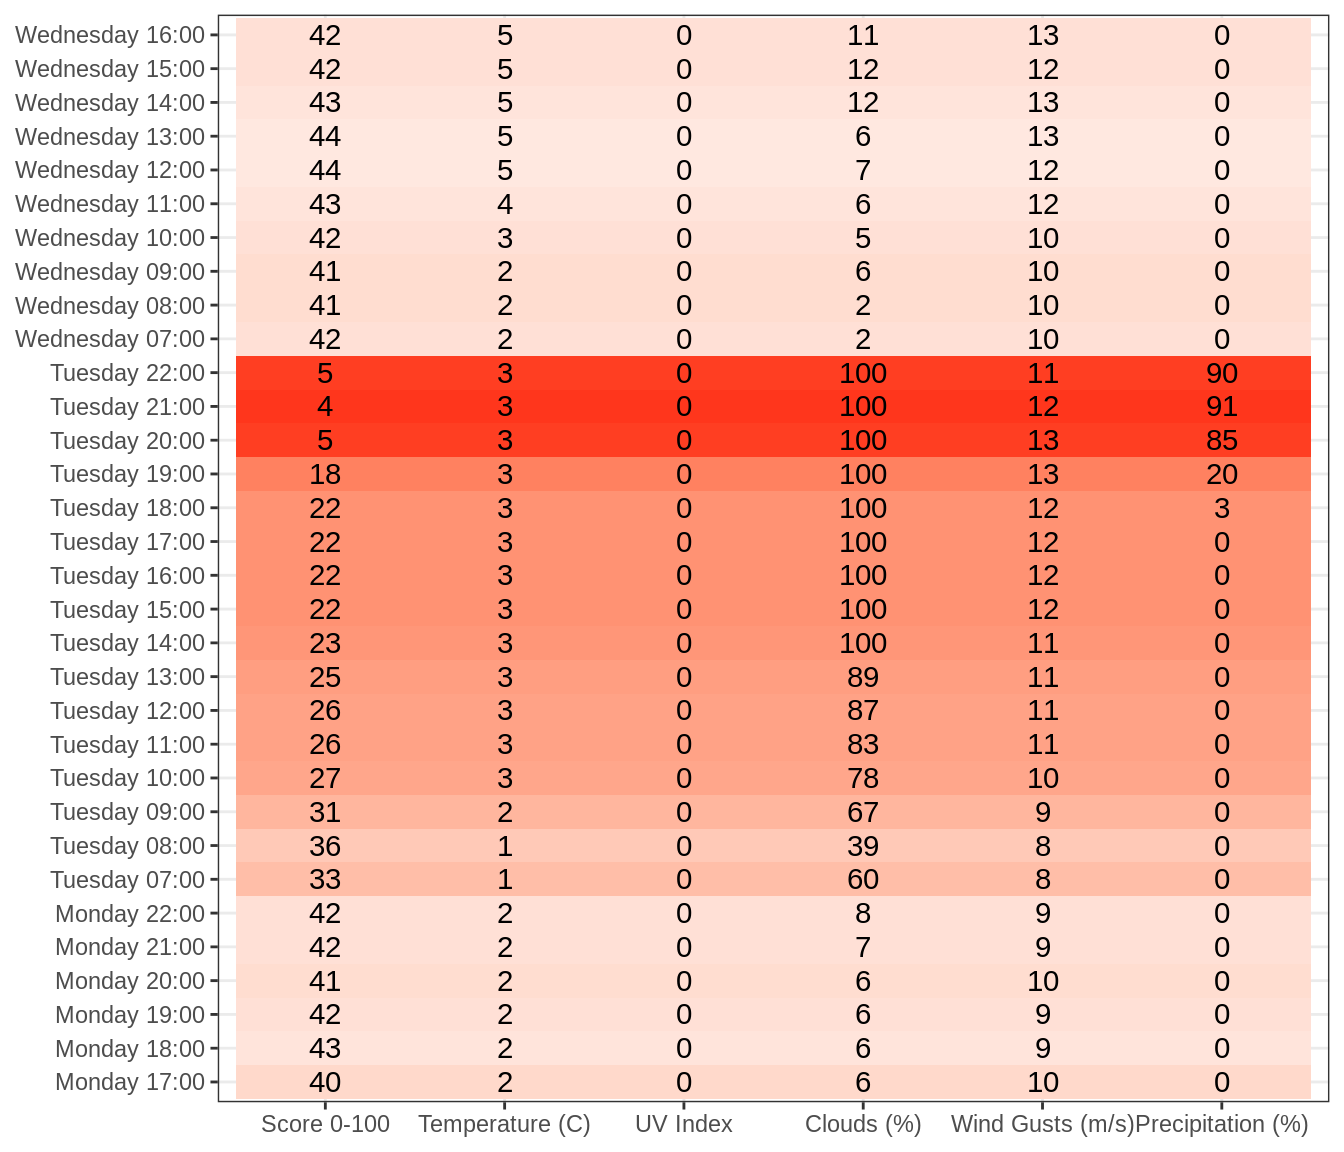 Wednesday 16:00 42 5 0 11 13 0
Wednesday 15:00 42 5 0 12 12 0
Wednesday 14:00 43 5 0 12 13 0
Wednesday 13:00 44 5 0 6 13 0
Wednesday 12:00 44 5 0 7 12 0
Wednesday 11:00 43 4 0 6 12 0
Wednesday 10:00 42 3 0 5 10 0
Wednesday 09:00 41 2 0 6 10 0
Wednesday 08:00 41 2 0 2 10 0
Wednesday 07:00 42 2 0 2 10 0
Tuesday 22:00 5 3 0 100 11 90
Tuesday 21:00 4 3 0 100 12 91
Tuesday 20:00 5 3 0 100 13 85
Tuesday 19:00 18 3 0 100 13 20
Tuesday 18:00 22 3 0 100 12 3
Tuesday 17:00 22 3 0 100 12 0
Tuesday 16:00 22 3 0 100 12 0
Tuesday 15:00 22 3 0 100 12 0
Tuesday 14:00 23 3 0 100 11 0
Tuesday 13:00 25 3 0 89 11 0
Tuesday 12:00 26 3 0 87 11 0
Tuesday 11:00 26 3 0 83 11 0
Tuesday 10:00 27 3 0 78 10 0
Tuesday 09:00 31 2 0 67 9 0
Tuesday 08:00 36 1 0 39 8 0
Tuesday 07:00 33 1 0 60 8 0
Monday 22:00 42 2 0 8 9 0
Monday 21:00 42 2 0 7 9 0
Monday 20:00 41 2 0 6 10 0
Monday 19:00 42 2 0 6 9 0
Monday 18:00 43 2 0 6 9 0
Monday 17:00 40 2 0 6 10 0
Score 0-100 Temperature (C) UV Index Clouds (%) Wind Gusts (m/s) Precipitation (%)